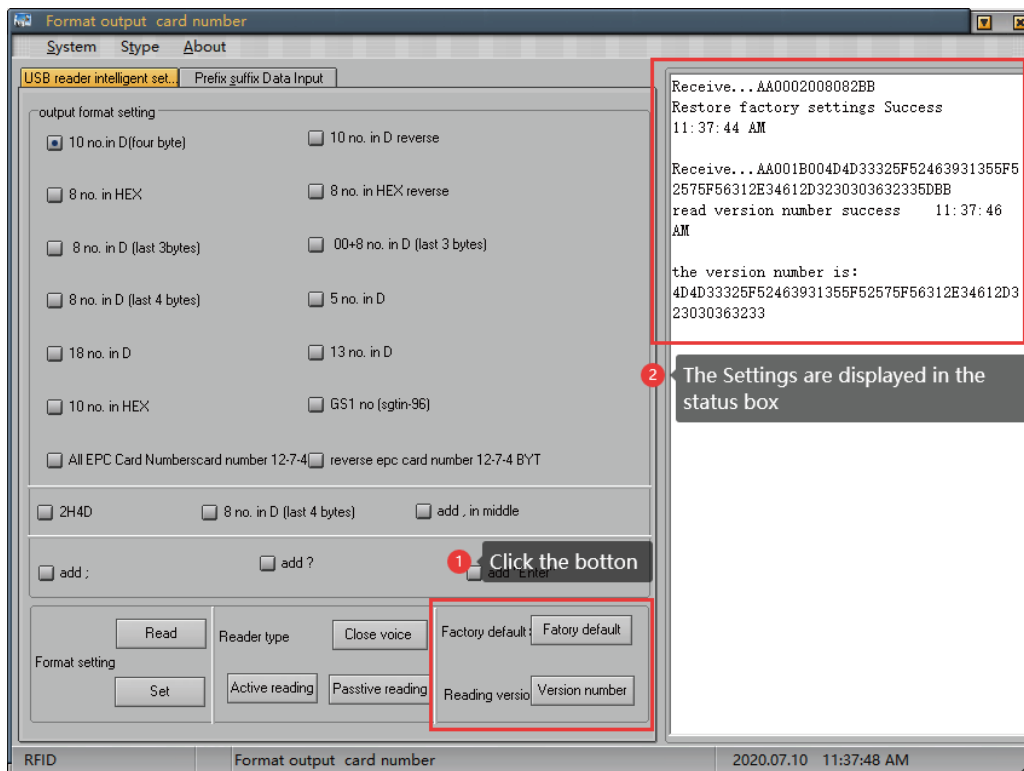 Format output card number
System Stype About
USB reader intelligent set... Prefix suffix Data Input
output format setting
10 no.in D(four byte) 10 no. in D reverse
8 no. in HEX 8 no. in HEX reverse
8 no. in D (last 3bytes) 00+8 no. in D (last 3 bytes)
8 no. in D (last 4 bytes) 5 no. in D
18 no. in D 13 no. in D
10 no. in HEX GS1 no (sgtin-96)
All EPC Card Numberscard number 12-7-4 reverse epc card number 12-7-4 BYT
2H4D 8 no. in D (last 4 bytes) add , in middle
add ; add ? add "Enter"
1 Click the botton
Format setting Read Set
Reader type Close voice
Active reading Passtive reading
Factory default: Fatory default
Reading versio Version number
Receive...AA0002008082BB
Restore factory settings Success
11:37:44 AM
Receive...AA001B004D4D33325F52463931355F5
2575F56312E34612D3230303632335DBB
read version number success 11:37:46
AM
the version number is:
4D4D33325F52463931355F52575F56312E34612D3
23030363233
2 The Settings are displayed in the
status box
RFID Format output card number 2020.07.10 11:37:48 AM